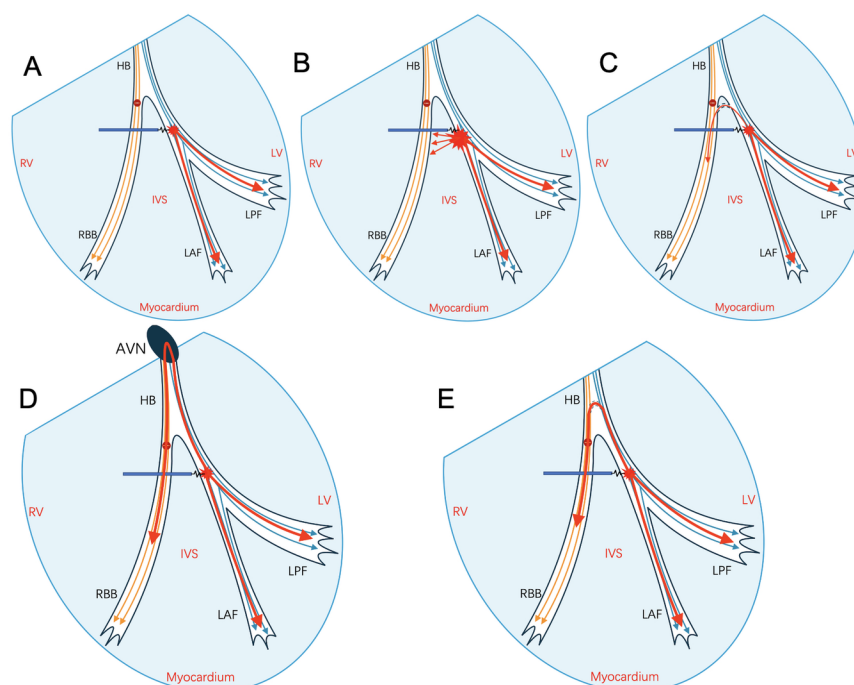 A
HB
RV
LV
IVS
LPF
RBB
LAF
Myocardium
B
HB
RV
LV
IVS
LPF
RBB
LAF
Myocardium
C
HB
RV
LV
IVS
LPF
RBB
LAF
Myocardium
D
AVN
HB
RV
LV
IVS
LPF
RBB
LAF
Myocardium
E
HB
RV
LV
IVS
LPF
RBB
LAF
Myocardium